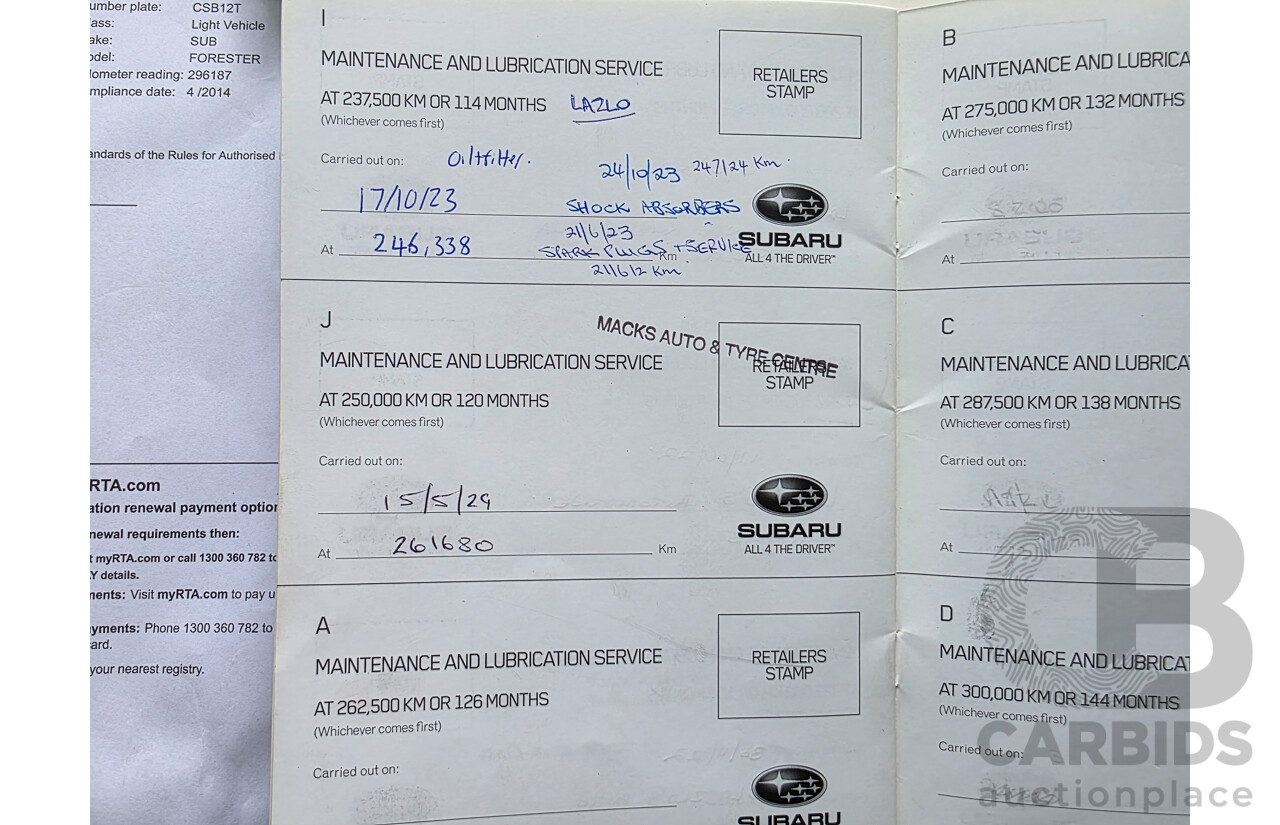 umber plate: CSB12T
ass: Light Vehicle
ake: SUB
odel: FORESTER
lometer reading: 296187
mpliance date: 4 /2014
andards of the Rules for Authorised
RTA.com
ation renewal payment option
newal requirements then:
t myRTA.com or call 1300 360 782 to
Y details.
nents: Visit myRTA.com to pay u
yments: Phone 1300 360 782 to
ard.
your nearest registry.
I
MAINTENANCE AND LUBRICATION SERVICE
AT 237,500 KM OR 114 MONTHS LAZLO
(Whichever comes first)
RETAILERS
STAMP
Carried out on: Oil+filter.
24/10/23 247124 Km
17/10/23
SHOCK ABSORBERS
21/6/23
At 246,338
SPARK PLUGS + SERVICE
Km
211612 Km
SUBARU
ALL 4 THE DRIVER™
J
MACKS AUTO & TYRE CENTRE
MAINTENANCE AND LUBRICATION SERVICE
RETAILERS
STAMP
AT 250,000 KM OR 120 MONTHS
(Whichever comes first)
Carried out on:
15/5/24
At 261680 Km
SUBARU
ALL 4 THE DRIVER™
A
MAINTENANCE AND LUBRICATION SERVICE
RETAILERS
STAMP
AT 262,500 KM OR 126 MONTHS
(Whichever comes first)
Carried out on:
SUBARU
B
MAINTENANCE AND LUBRICA
AT 275,000 KM OR 132 MONTHS
(Whichever comes first)
Carried out on:
At
C
MAINTENANCE AND LUBRICA
AT 287,500 KM OR 138 MONTHS
(Whichever comes first)
Carried out on:
At
D
MAINTENANCE AND LUBRICAT
AT 300,000 KM OR 144 MONTHS
(Whichever comes first)
Carried out on:
CARBIDS
auctionplace